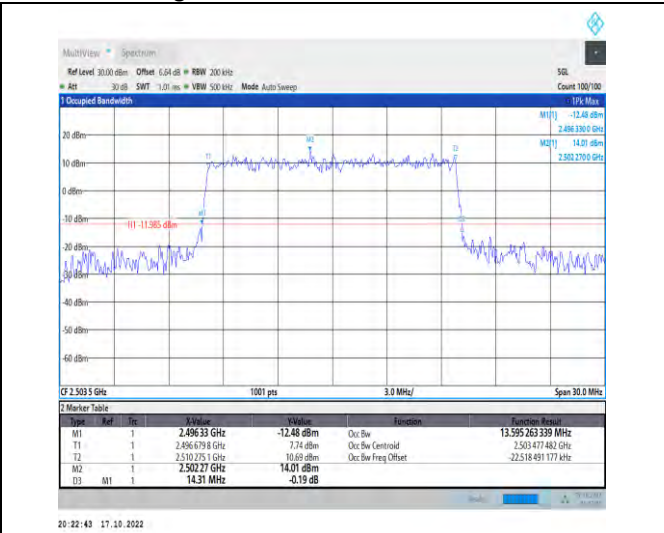 MultiView Spectrum
Ref Level 30.00 dBm Offset 6.64 dB RBW 200 kHz SGL
Att 30 dB SWT 1.01 ms VBW 500 kHz Mode Auto Sweep Count 100/100
1 Occupied Bandwidth 1Pk Max
M1[1] -12.48 dBm
2.496 330 0 GHz
M2[1] 14.01 dBm
2.502 270 0 GHz
20 dBm
M2
T1 T2
10 dBm
0 dBm
-10 dBm
M1
H1 -11.985 dBm
-20 dBm
-30 dBm
-40 dBm
-50 dBm
-60 dBm
CF 2.503 5 GHz 1001 pts 3.0 MHz/ Span 30.0 MHz
2 Marker Table
Type Ref Trc X-Value Y-Value Function Function Result
M1 1 2.496 33 GHz -12.48 dBm Occ Bw 13.595 263 339 MHz
T1 1 2.496 679 8 GHz 7.74 dBm Occ Bw Centroid 2.503 477 482 GHz
T2 1 2.510 275 1 GHz 10.69 dBm Occ Bw Freq Offset -22.518 491 177 kHz
M2 1 2.502 27 GHz 14.01 dBm
D3 M1 1 14.31 MHz -0.19 dB
20:22:43 17.10.2022